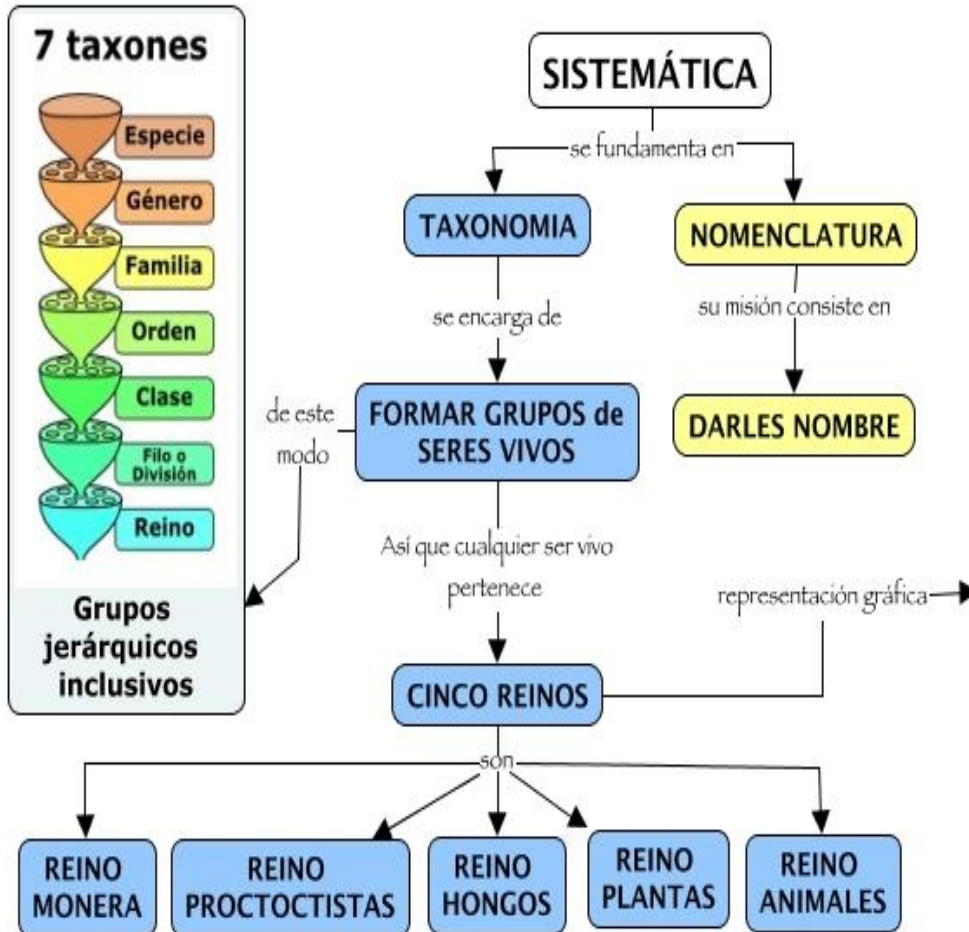 7 taxones
Especie
Género
Familia
Orden
Clase
Filo o
División
Reino
Grupos
jerárquicos
inclusivos
SISTEMÁTICA
se fundamenta en
TAXONOMIA
NOMENCLATURA
se encarga de
su misión consiste en
FORMAR GRUPOS de
SERES VIVOS
DARLES NOMBRE
de este
modo
Así que cualquier ser vivo
pertenece
representación gráfica
CINCO REINOS
son
REINO
MONERA
REINO
PROCTOCTISTAS
REINO
HONGOS
REINO
PLANTAS
REINO
ANIMALES